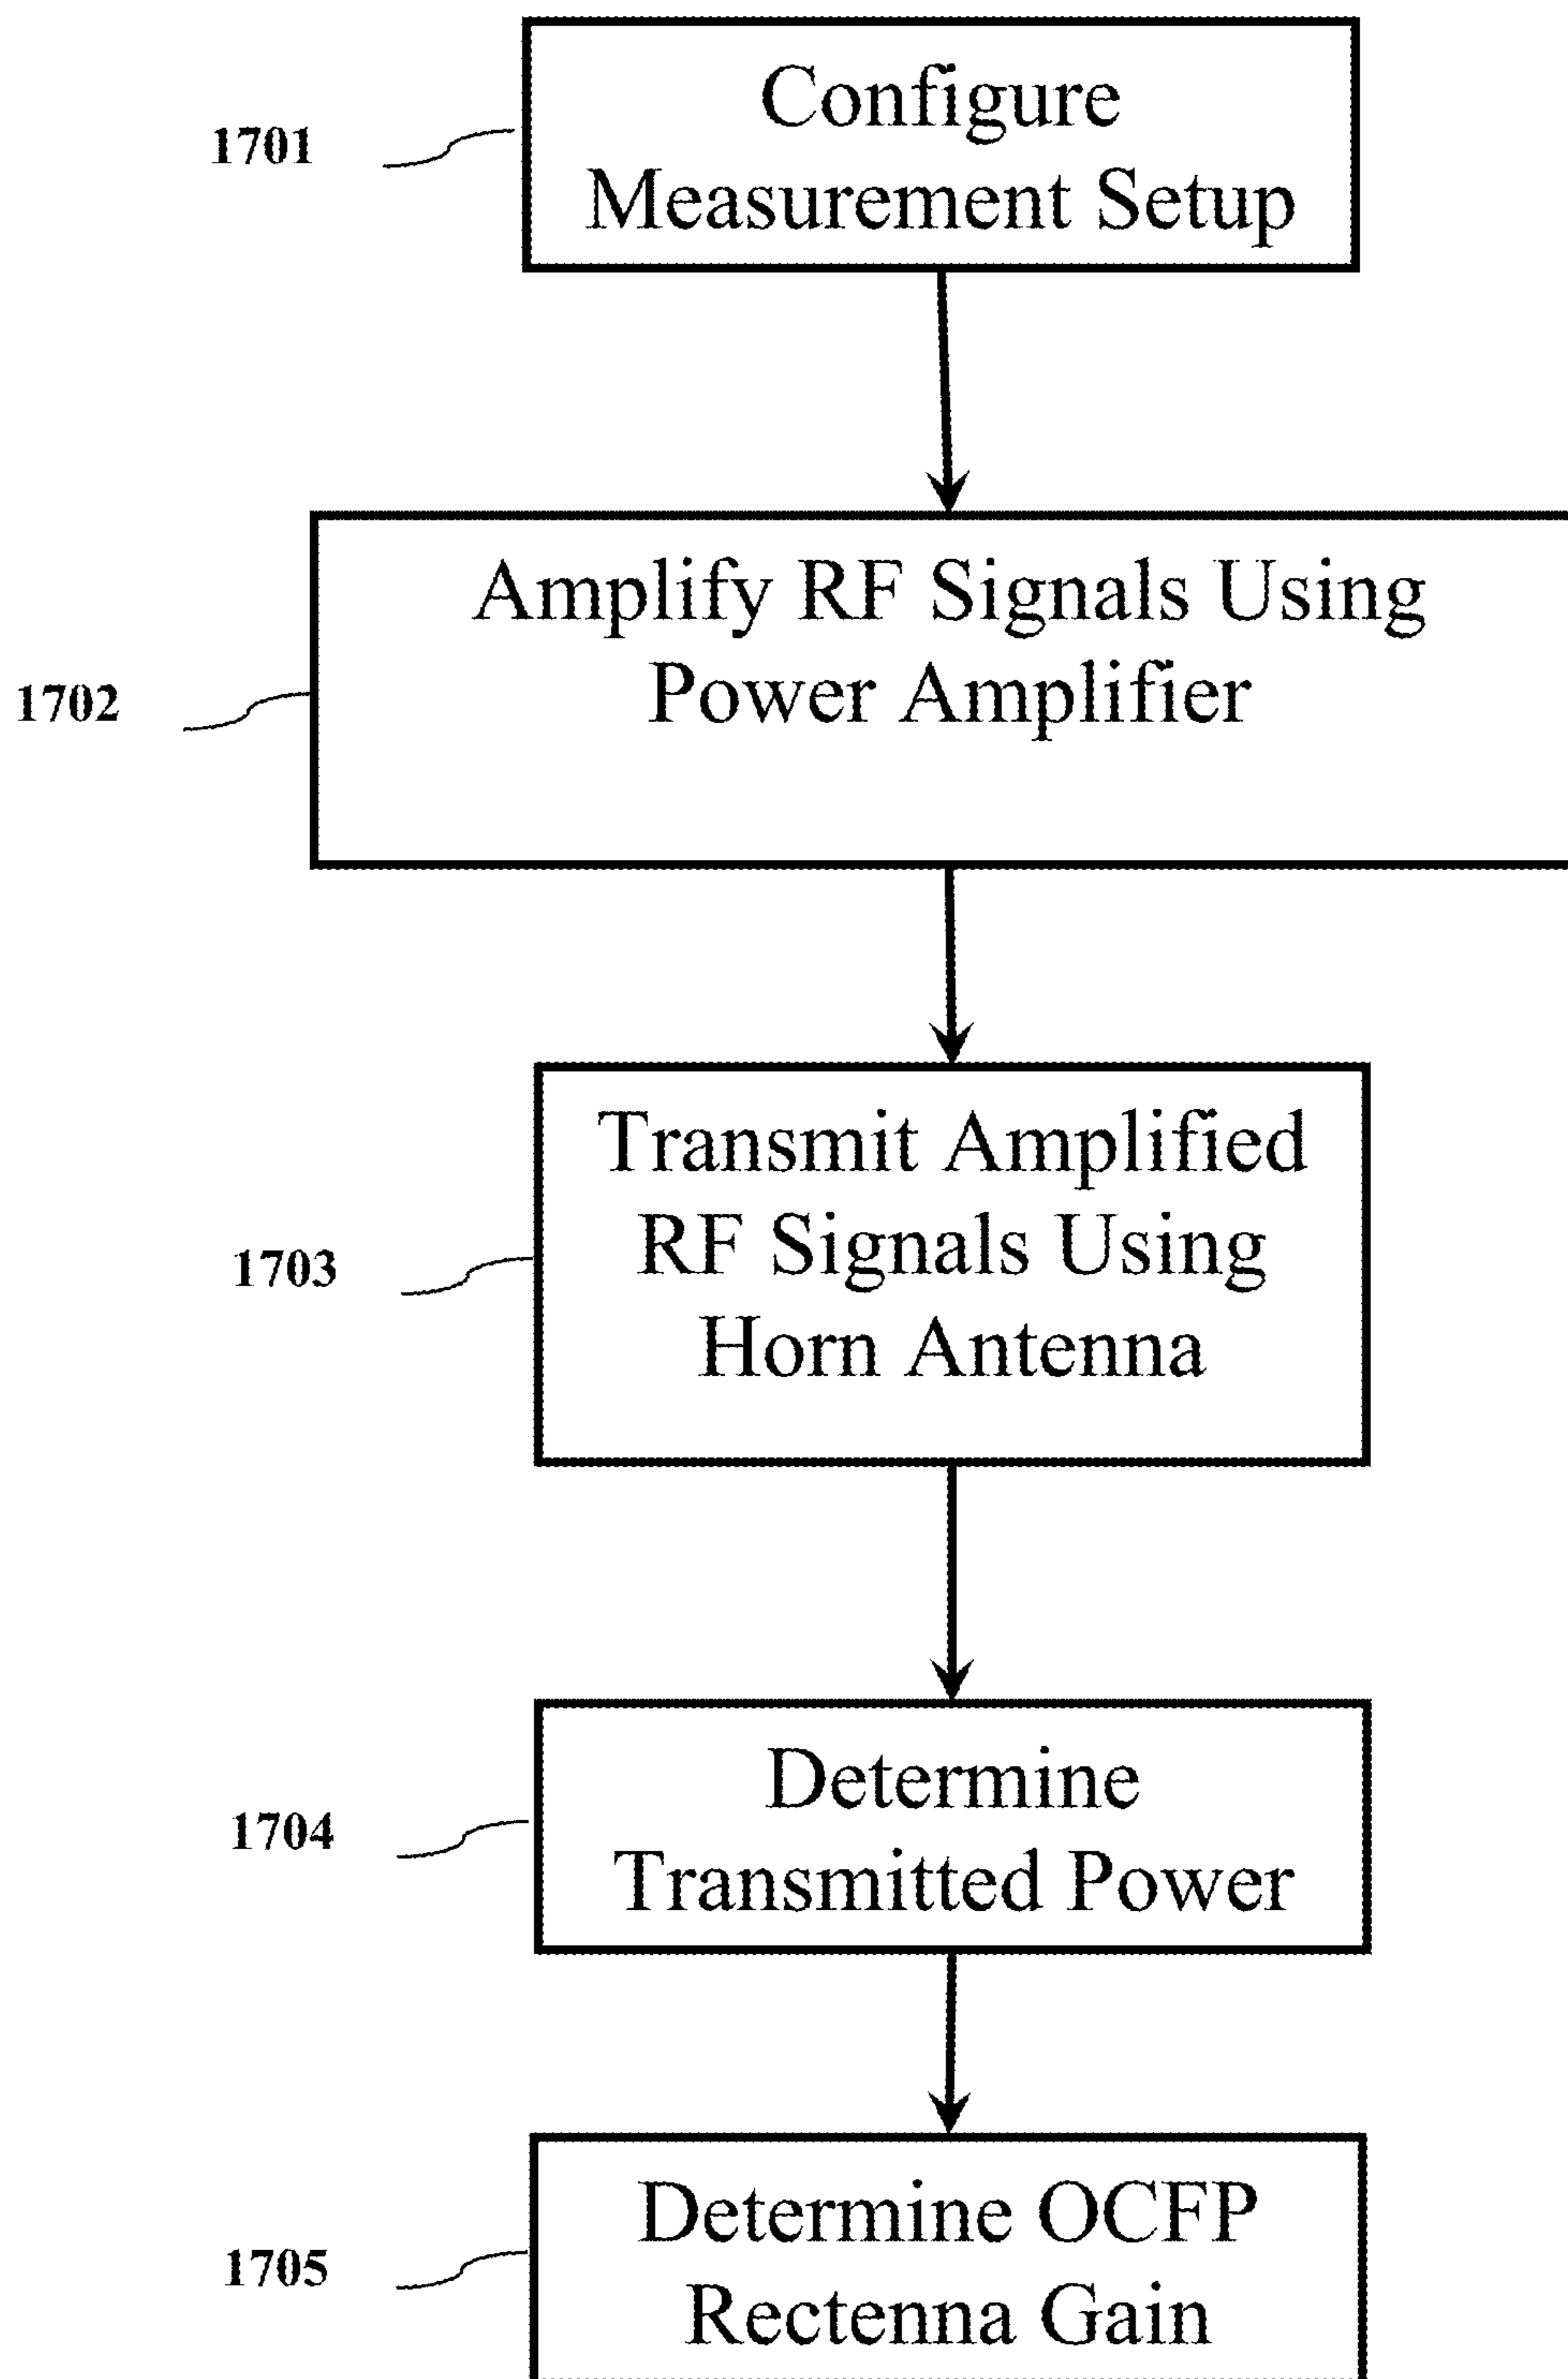 Configure
Measurement Setup
1701
Amplify RF Signals Using
Power Amplifier
1702
Transmit Amplified
RF Signals Using
Horn Antenna
1703
Determine
Transmitted Power
1704
Determine OCFP
Rectenna Gain
1705